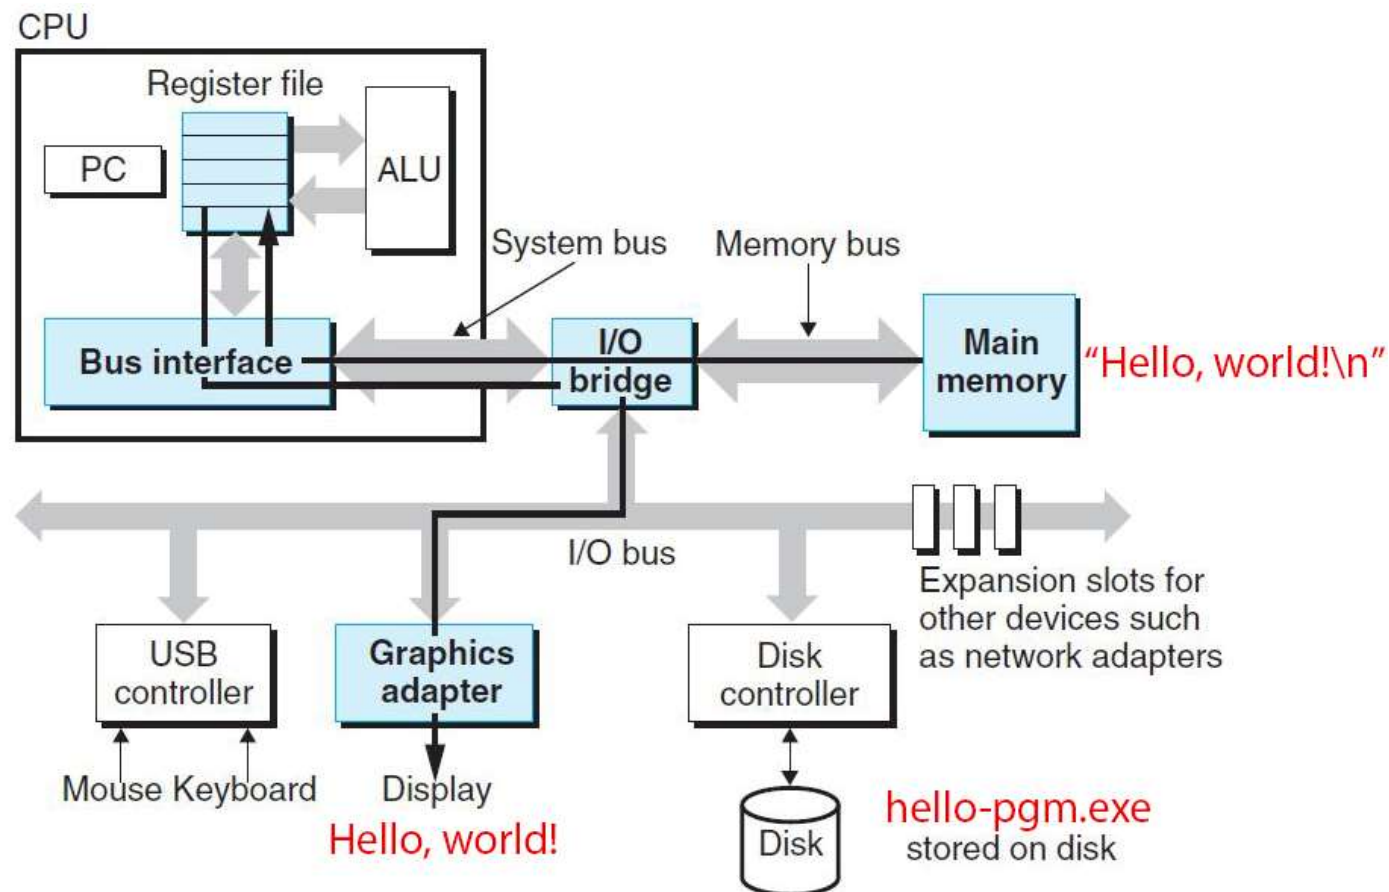 CPU
Register file
PC
ALU
System bus
Memory bus
Bus interface
I/O
bridge
Main
memory
“Hello, world!\n”
I/O bus
Expansion slots for
other devices such
as network adapters
USB
controller
Graphics
adapter
Disk
controller
Mouse Keyboard
Display
Hello, world!
Disk
hello-pgm.exe
stored on disk